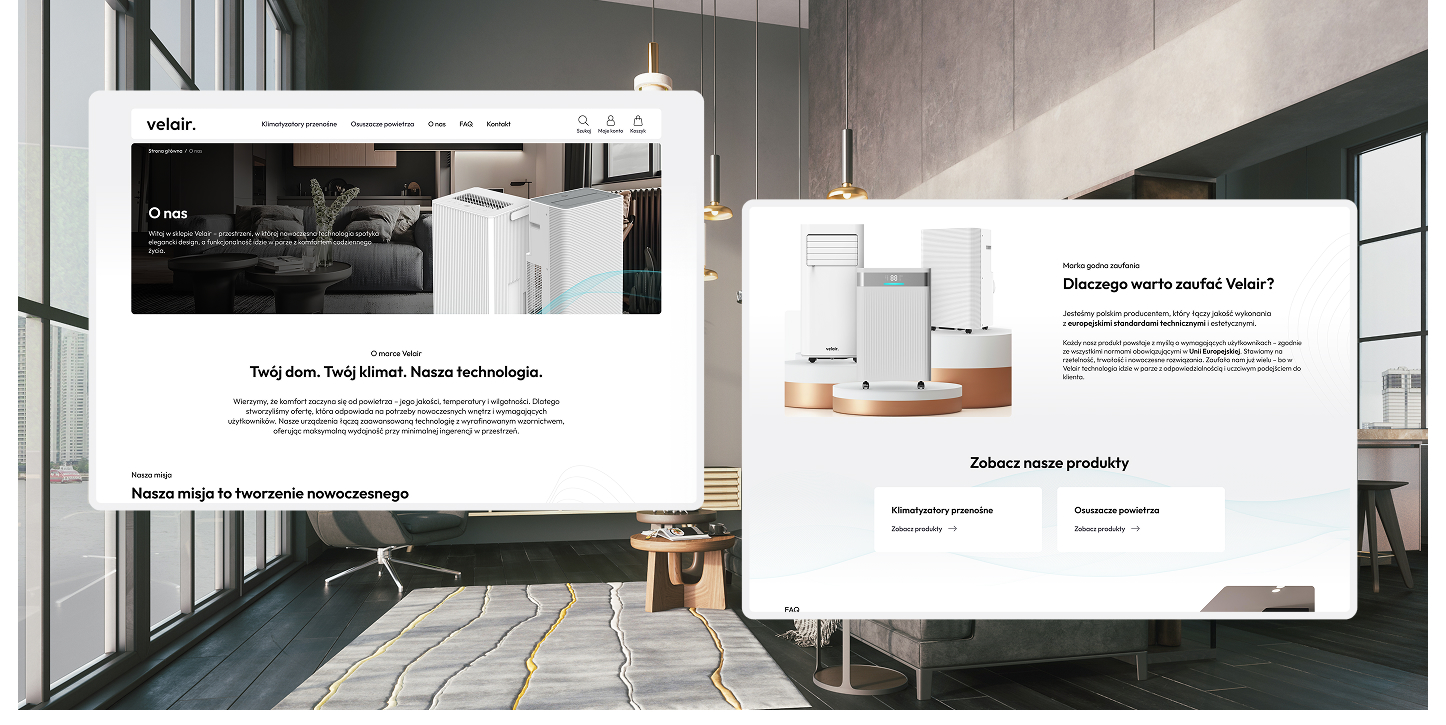 velair.
Klimatyzatory przenośne Osuszacze powietrza O nas FAQ Kontakt
Szukaj Moje konto Koszyk
Strona główna / O nas
O nas
Witaj w sklepie Velair – przestrzeni, w której nowoczesna technologia spotyka
elegancki design, a funkcjonalność idzie w parze z komfortem codziennego
życia.
O marce Velair
Twój dom. Twój klimat. Nasza technologia.
Wierzymy, że komfort zaczyna się od powietrza – jego jakości, temperatury i wilgotności. Dlatego
stworzyliśmy ofertę, która odpowiada na potrzeby nowoczesnych wnętrz i wymagających
użytkowników. Nasze urządzenia łączą zaawansowaną technologię z wyrafinowanym wzornictwem,
oferując maksymalną wydajność przy minimalnej ingerencji w przestrzeń.
Nasza misja
Nasza misja to tworzenie nowoczesnego
velair.
88
Marka godna zaufania
Dlaczego warto zaufać Velair?
Jesteśmy polskim producentem, który łączy jakość wykonania
z europejskimi standardami technicznymi i estetycznymi.
Każdy nasz produkt powstaje z myślą o wymagających użytkownikach – zgodnie
ze wszystkimi normami obowiązującymi w Unii Europejskiej. Stawiamy na
rzetelność, trwałość i nowoczesne rozwiązania. Zaufało nam już wielu – bo w
Velair technologia idzie w parze z odpowiedzialnością i uczciwym podejściem do
klienta.
Zobacz nasze produkty
Klimatyzatory przenośne
Zobacz produkty
Osuszacze powietrza
Zobacz produkty
FAQ